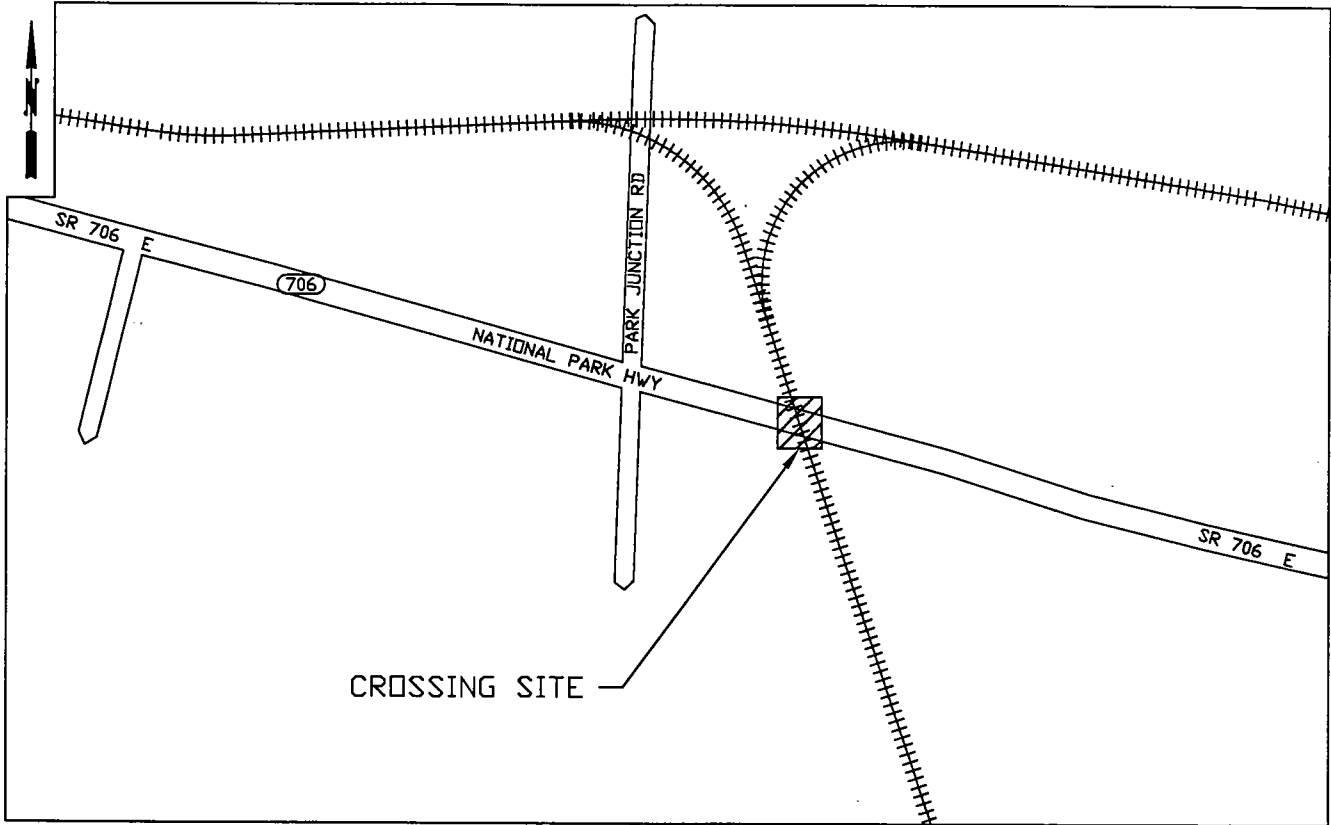 N
SR 706 E
706
PARK JUNCTION RD
NATIONAL PARK HWY
SR 706 E
CROSSING SITE